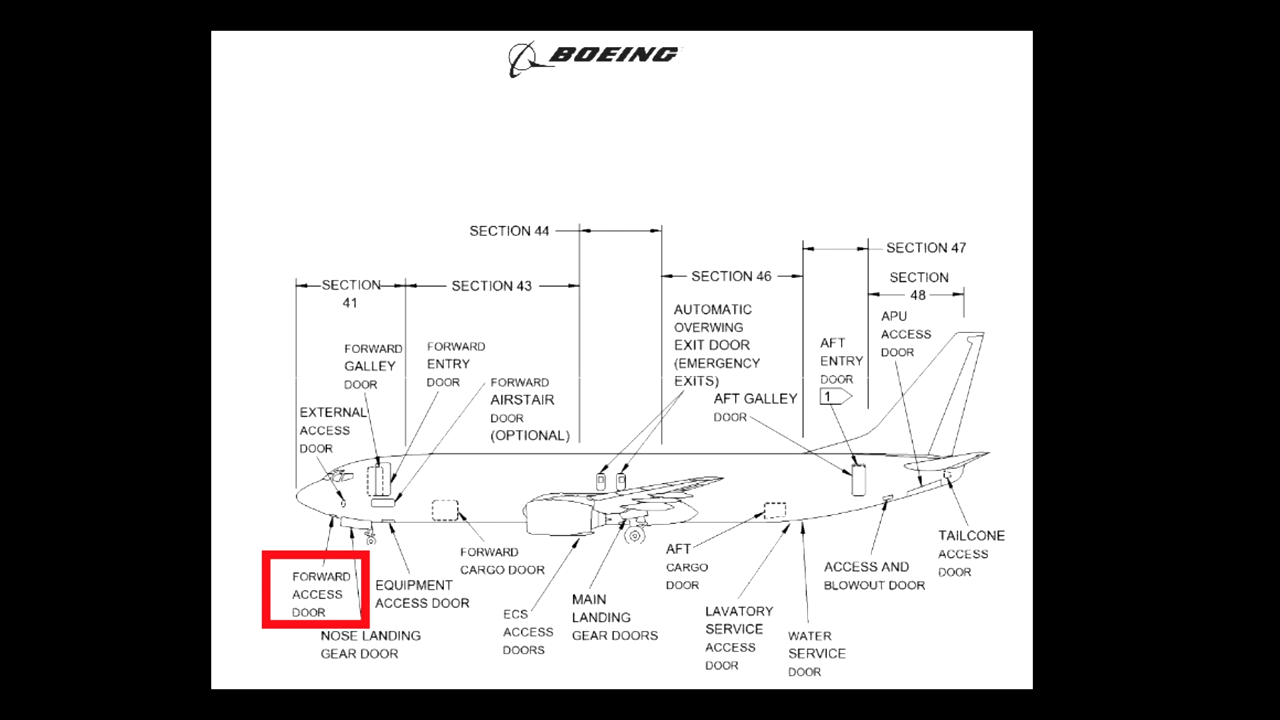 BOEING
SECTION 44
SECTION 47
SECTION 46
SECTION
48
SECTION
41
SECTION 43
AUTOMATIC
OVERWING
EXIT DOOR
(EMERGENCY
EXITS)
APU
ACCESS
DOOR
AFT
ENTRY
DOOR
1
FORWARD
GALLEY
DOOR
FORWARD
ENTRY
DOOR
FORWARD
AIRSTAIR
DOOR
(OPTIONAL)
AFT GALLEY
DOOR
EXTERNAL
ACCESS
DOOR
FORWARD
ACCESS
DOOR
NOSE LANDING
GEAR DOOR
EQUIPMENT
ACCESS DOOR
FORWARD
CARGO DOOR
ECS
ACCESS
DOORS
MAIN
LANDING
GEAR DOORS
AFT
CARGO
DOOR
LAVATORY
SERVICE
ACCESS
DOOR
WATER
SERVICE
DOOR
ACCESS AND
BLOWOUT DOOR
TAILCONE
ACCESS
DOOR